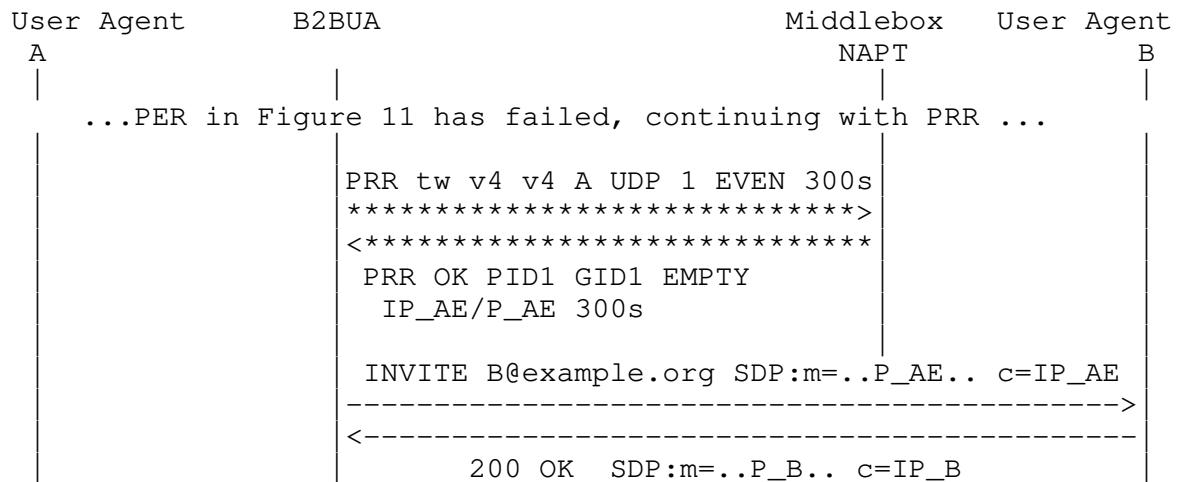 User Agent B2BUA Middlebox User Agent
A NAPT B
...PER in Figure 11 has failed, continuing with PRR ...
PRR tw v4 v4 A UDP 1 EVEN 300s
*****************************>
<*****************************
PRR OK PID1 GID1 EMPTY
IP_AE/P_AE 300s
INVITE B@example.org SDP:m=..P_AE.. c=IP_AE
-------------------------------------------->
<--------------------------------------------
200 OK SDP:m=..P_B.. c=IP_B